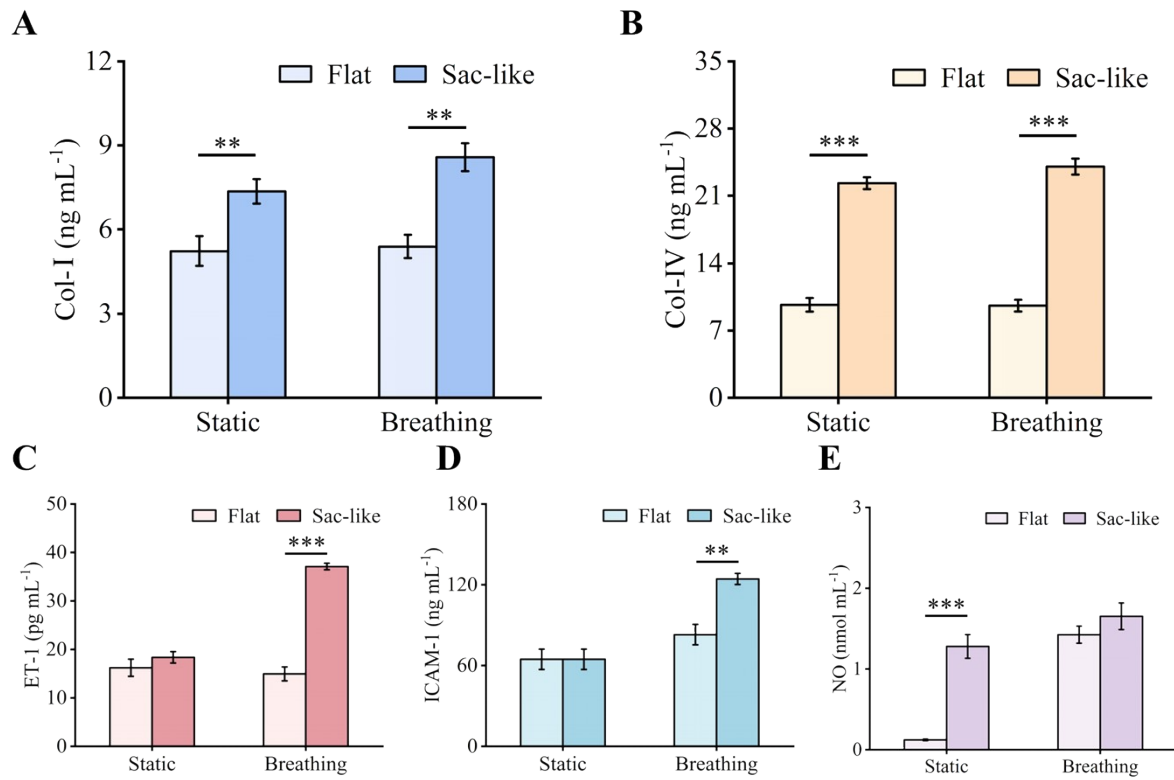 A
Flat Sac-like
Col-I (ng mL⁻¹)
12
9
6
3
0
**
**
Static Breathing
B
Flat Sac-like
Col-IV (ng mL⁻¹)
35
28
21
14
7
0
***
***
Static Breathing
C
Flat Sac-like
ET-1 (pg mL⁻¹)
50
40
30
20
10
0
***
Static Breathing
D
Flat Sac-like
ICAM-1 (ng mL⁻¹)
180
120
60
0
**
Static Breathing
E
Flat Sac-like
NO (nmol mL⁻¹)
3
2
1
0
***
Static Breathing